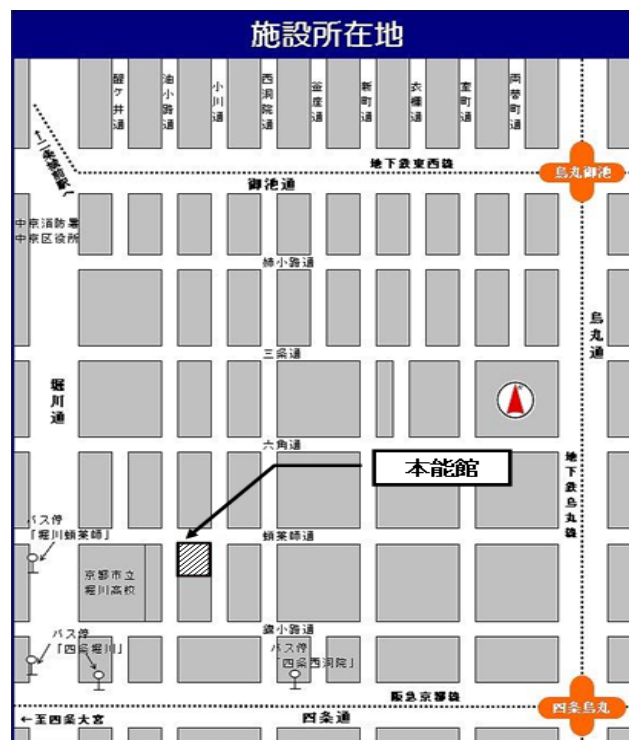 施設所在地
醒ケ井通
油小路通
小川通
西洞院通
釜座通
新町通
衣棚通
室町通
両替町通
←二条城前駅へ
地下鉄東西線
烏丸御池
御池通
中京消防署
中京区役所
姉小路通
烏丸通
三条通
堀川通
六角通
本能館
地下鉄烏丸線
バス停
「堀川蛸薬師」
蛸薬師通
京都市立
堀川高校
錦小路通
バス停
「四条堀川」
バス停
「四条西洞院」
阪急京都線
四条烏丸
←至四条大宮
四条通